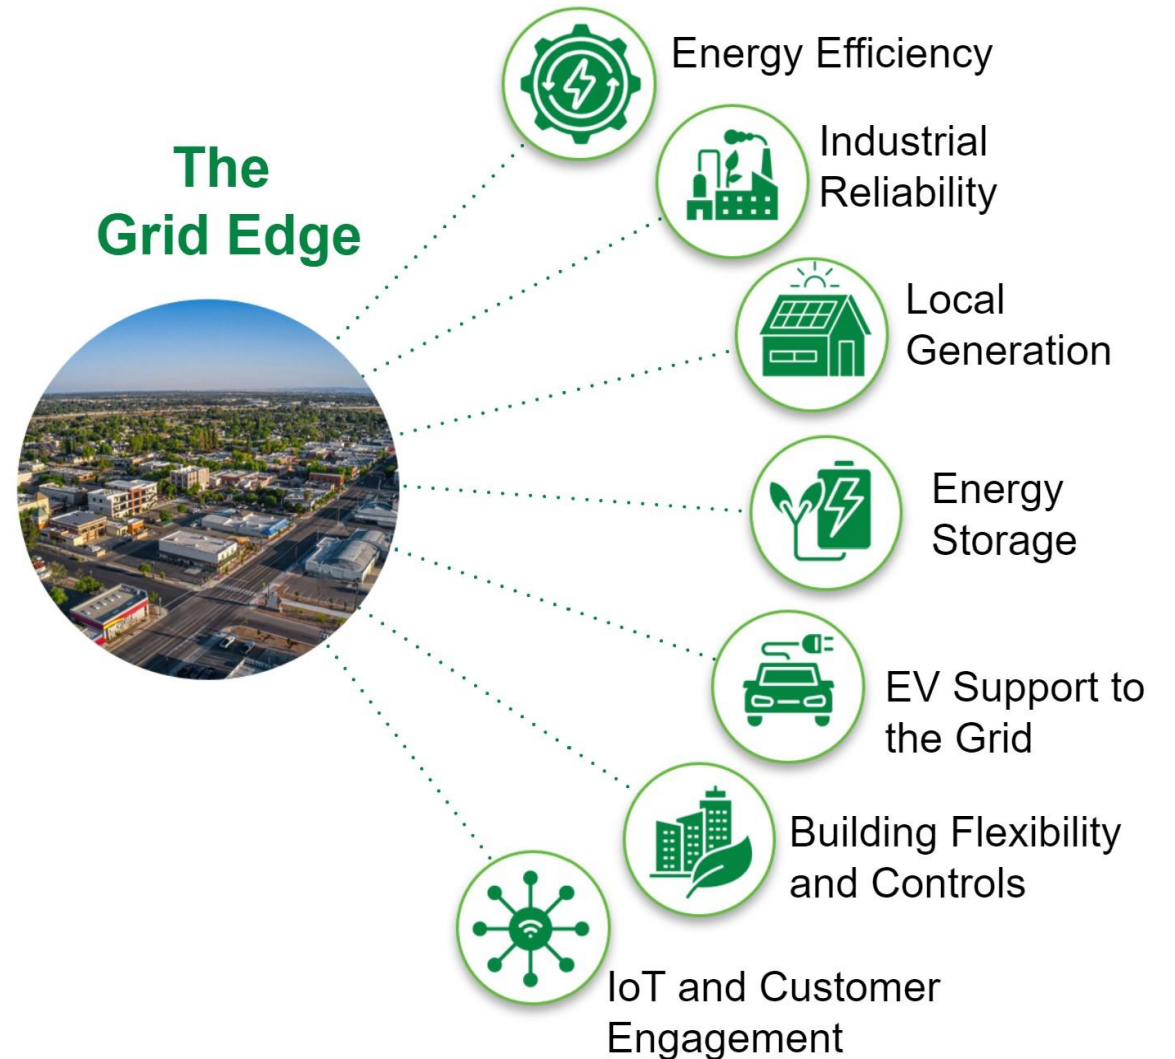 The
Grid Edge
Energy Efficiency
Industrial
Reliability
Local
Generation
Energy
Storage
EV Support to
the Grid
Building Flexibility
and Controls
IoT and Customer
Engagement